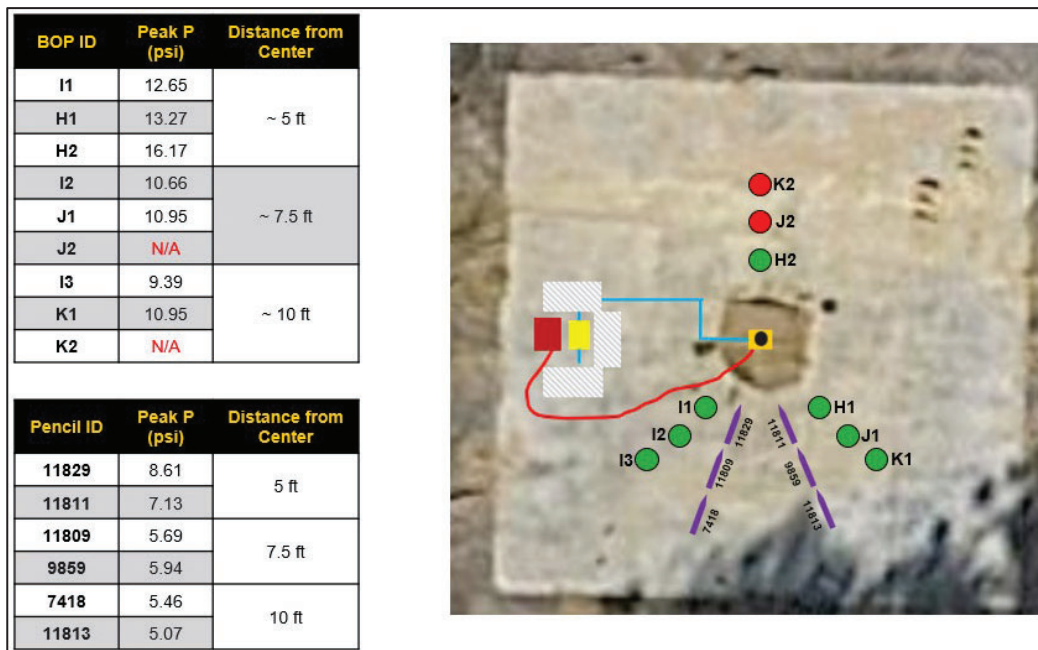 BOP ID Peak P (psi) Distance from Center
I1 12.65 ~ 5 ft
H1 13.27
H2 16.17
I2 10.66 ~ 7.5 ft
J1 10.95
J2 N/A
I3 9.39 ~ 10 ft
K1 10.95
K2 N/A
Pencil ID Peak P (psi) Distance from Center
11829 8.61 5 ft
11811 7.13
11809 5.69 7.5 ft
9859 5.94
7418 5.46 10 ft
11813 5.07
K2
J2
H2
I1
H1
I2
J1
I3
K1
11829
11811
11809
9859
7418
11813